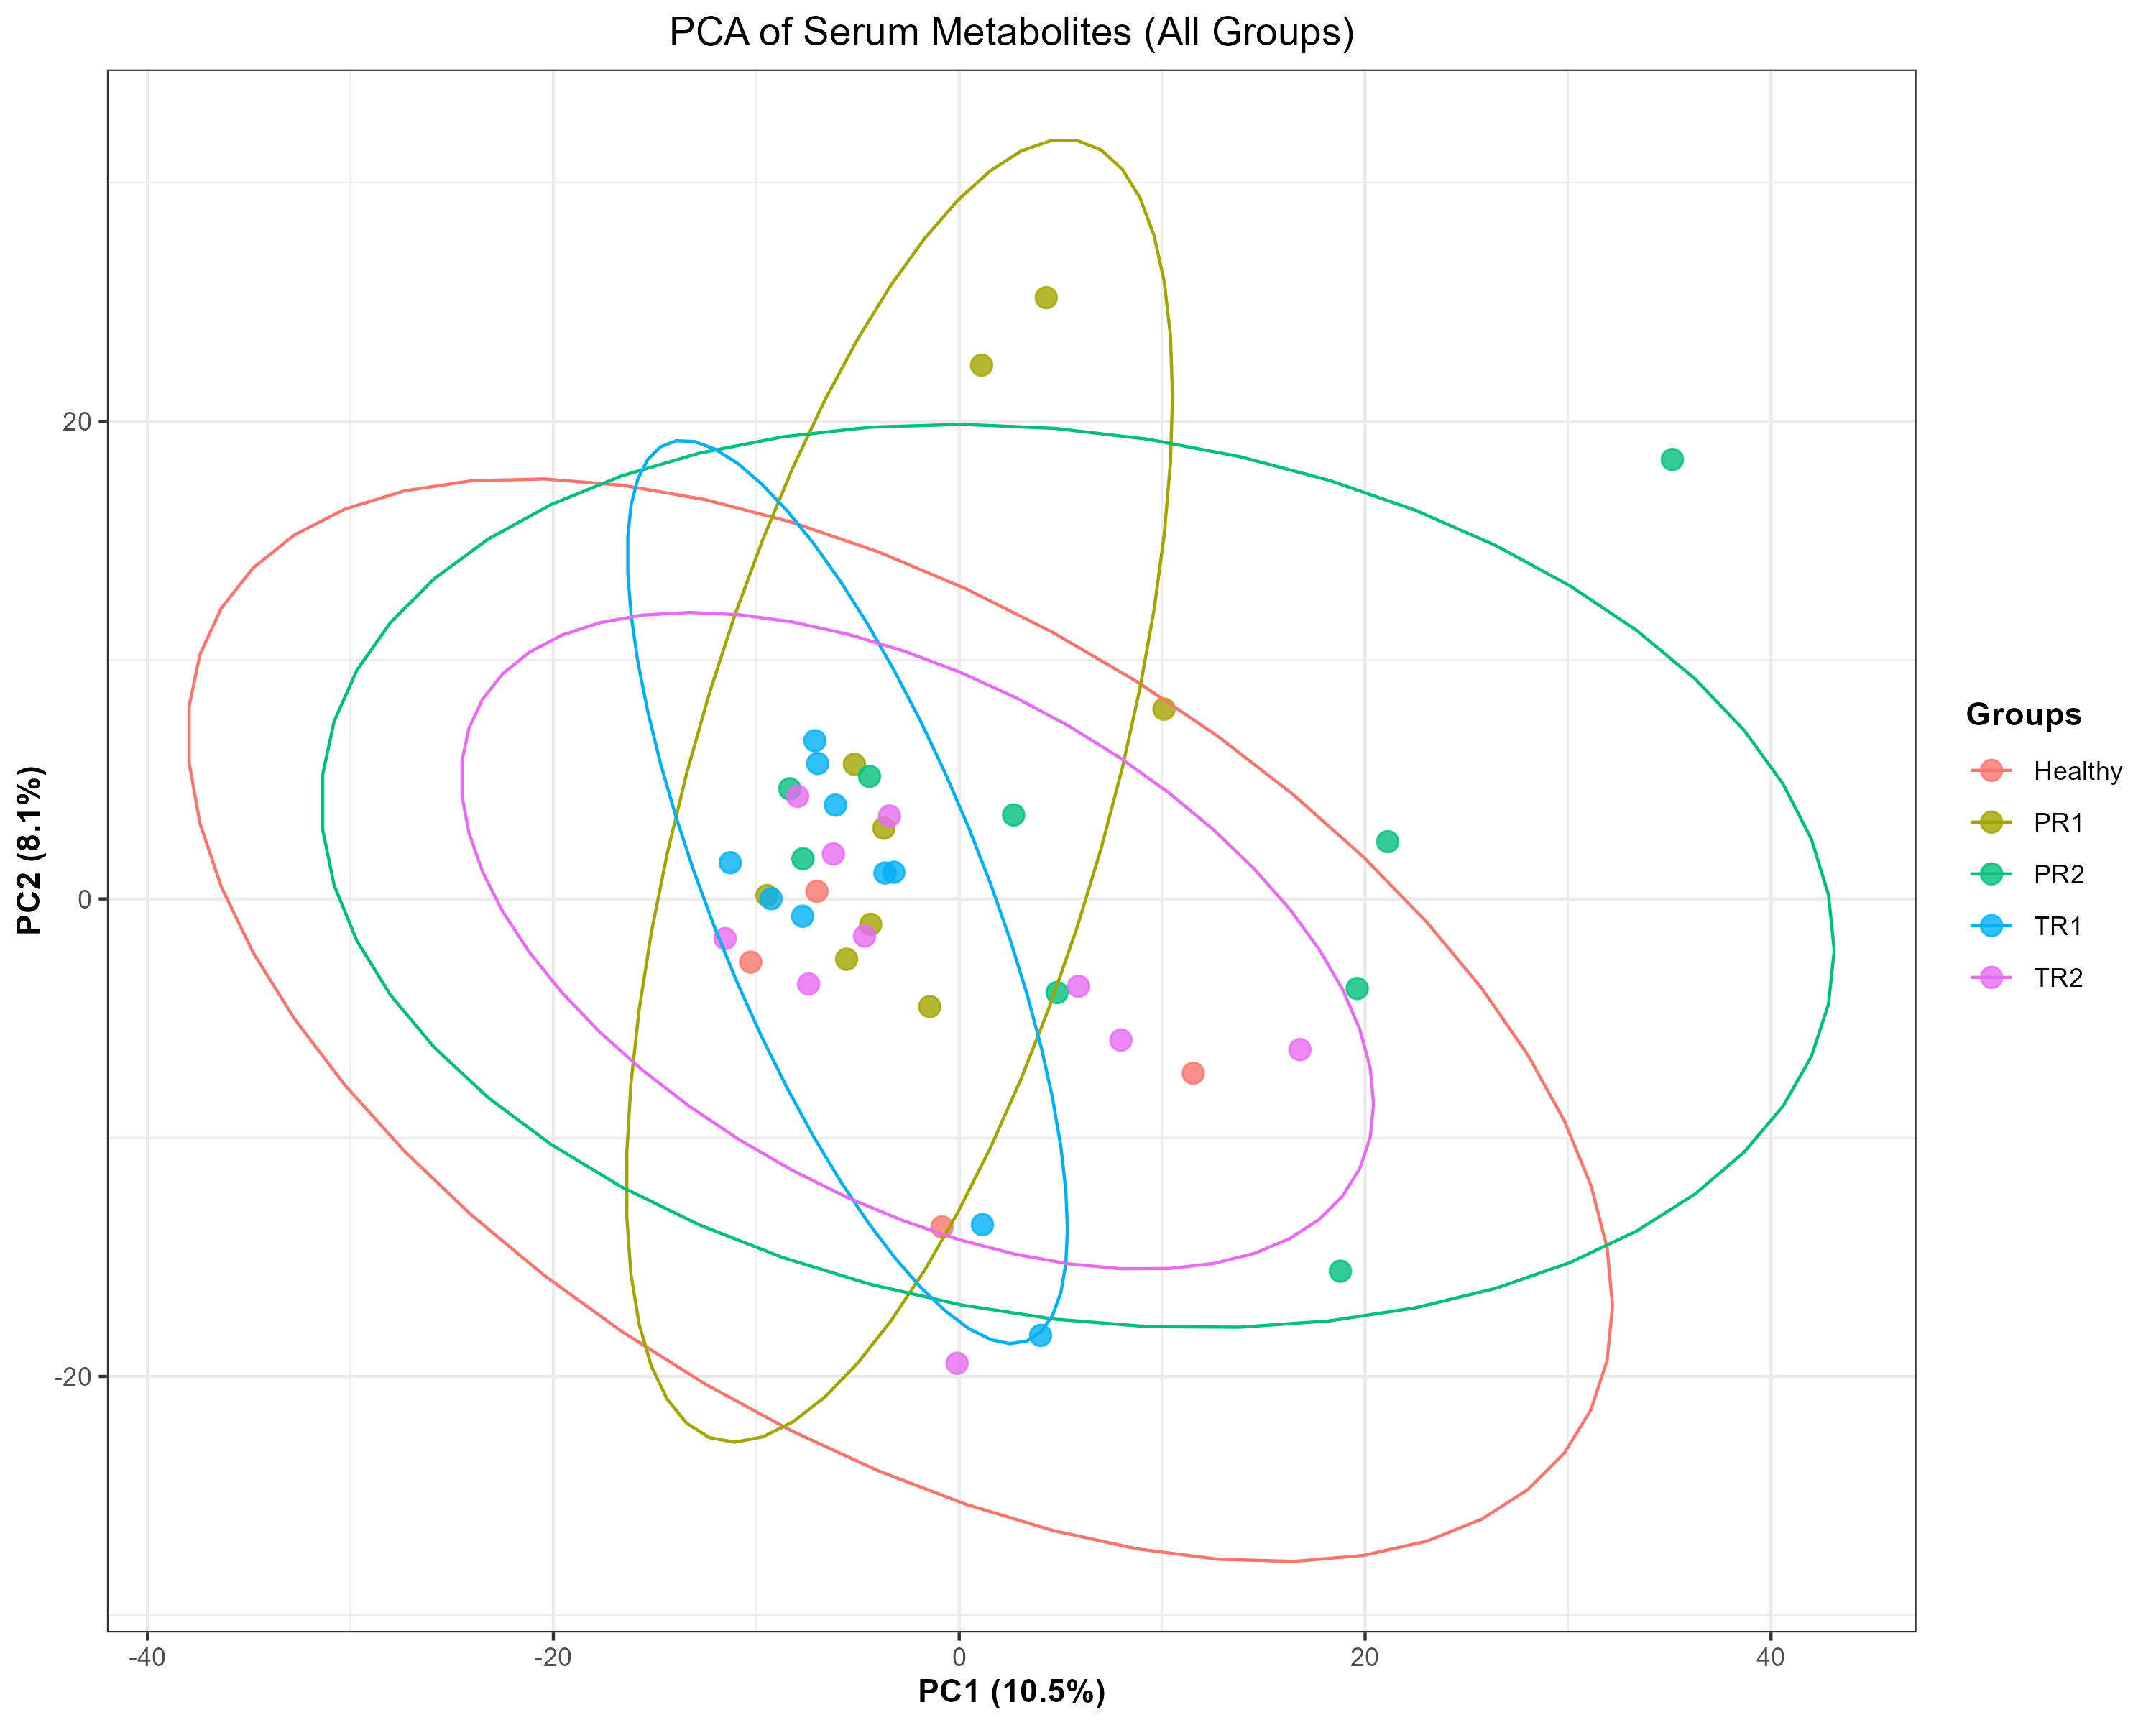 PCA of Serum Metabolites (All Groups)
20
0
-20
PC2 (8.1%)
-40
-20
0
20
40
PC1 (10.5%)
Groups
Healthy
PR1
PR2
TR1
TR2